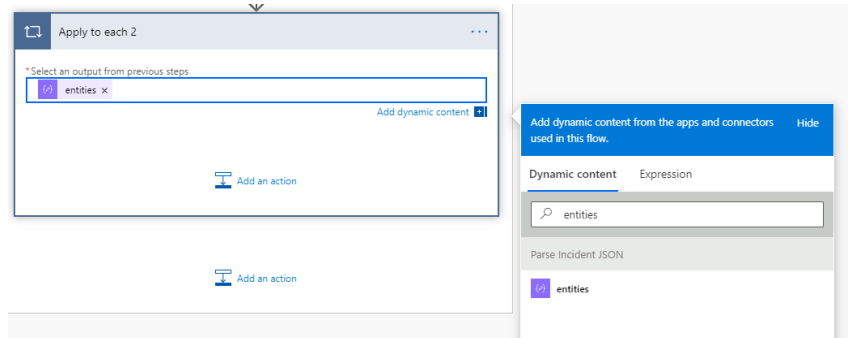 Apply to each 2
...
*Select an output from previous steps
entities ×
Add dynamic content
Add an action
Add an action
Add dynamic content from the apps and connectors Hide
used in this flow.
Dynamic content Expression
entities
Parse Incident JSON
entities